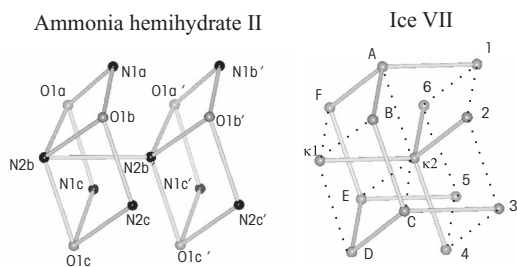 Ammonia hemihydrate II
Ice VII
N1a
N1b′
A
1
O1a
O1a′
F
6
O1b
O1b′
B
2
N2b
N2b′
κ1
κ2
N1c
N1c′
E
5
N2c
N2c′
C
3
O1c
O1c′
D
4